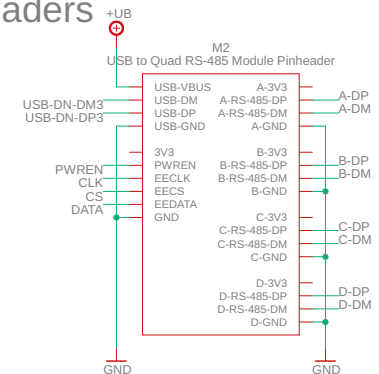 aders
+UB
M2
USB to Quad RS-485 Module Pinheader
USB-VBUS A-3V3
USB-DN-DM3 USB-DM A-RS-485-DP A-DP
USB-DN-DP3 USB-DP A-RS-485-DM A-DM
USB-GND A-GND
3V3 B-3V3
PWREN PWREN B-RS-485-DP B-DP
CLK EECLK B-RS-485-DM B-DM
CS EECS B-GND
DATA EEDATA
GND C-3V3
C-RS-485-DP C-DP
C-RS-485-DM C-DM
C-GND
D-3V3
D-RS-485-DP D-DP
D-RS-485-DM D-DM
D-GND
GND GND